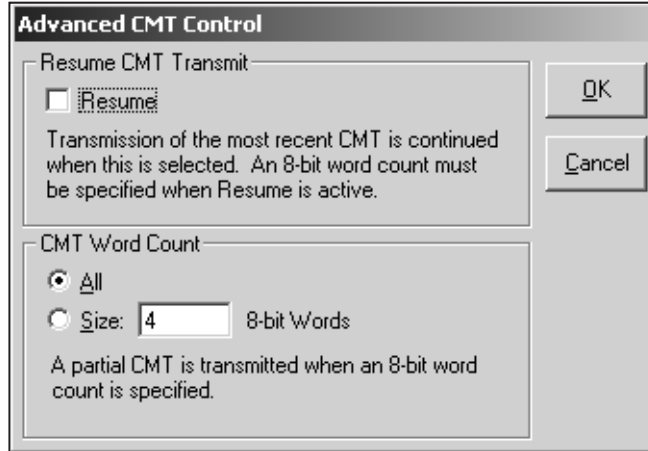 Advanced CMT Control
Resume CMT Transmit
Resume
Transmission of the most recent CMT is continued
when this is selected. An 8-bit word count must
be specified when Resume is active.
OK
Cancel
CMT Word Count
All
Size: 4 8-bit Words
A partial CMT is transmitted when an 8-bit word
count is specified.